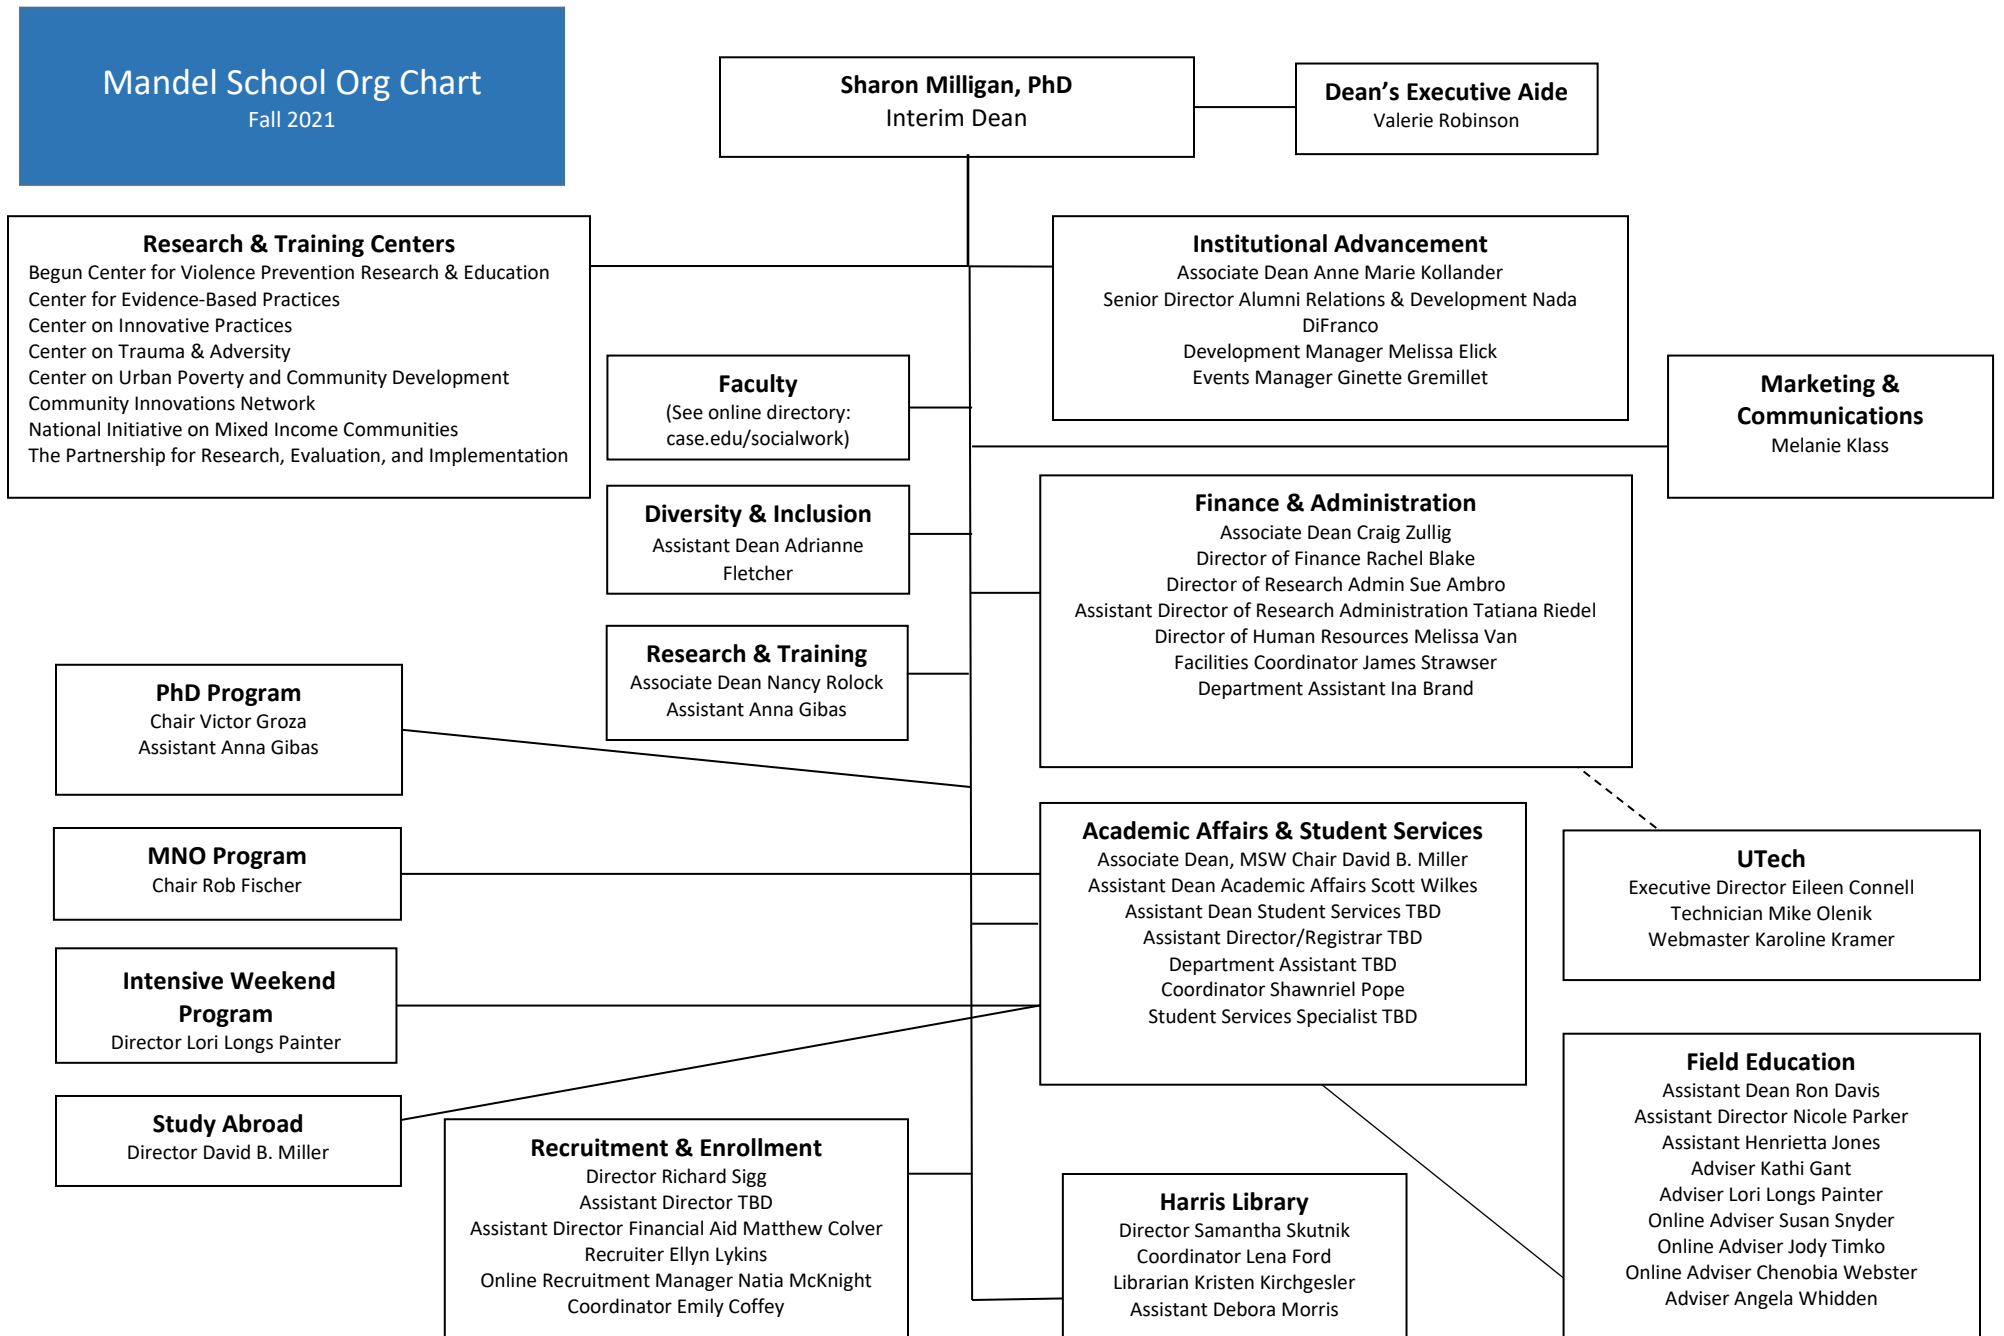 Mandel School Org Chart
Fall 2021
Sharon Milligan, PhD
Interim Dean
Dean's Executive Aide
Valerie Robinson
Research & Training Centers
Begun Center for Violence Prevention Research & Education
Center for Evidence-Based Practices
Center on Innovative Practices
Center on Trauma & Adversity
Center on Urban Poverty and Community Development
Community Innovations Network
National Initiative on Mixed Income Communities
The Partnership for Research, Evaluation, and Implementation
Institutional Advancement
Associate Dean Anne Marie Kollander
Senior Director Alumni Relations & Development Nada
DiFranco
Development Manager Melissa Elick
Events Manager Ginette Gremillet
Faculty
(See online directory:
case.edu/socialwork)
Marketing &
Communications
Melanie Klass
Diversity & Inclusion
Assistant Dean Adrianne
Fletcher
Finance & Administration
Associate Dean Craig Zullig
Director of Finance Rachel Blake
Director of Research Admin Sue Ambro
Assistant Director of Research Administration Tatiana Riedel
Director of Human Resources Melissa Van
Facilities Coordinator James Strawser
Department Assistant Ina Brand
Research & Training
Associate Dean Nancy Rolock
Assistant Anna Gibas
PhD Program
Chair Victor Groza
Assistant Anna Gibas
MNO Program
Chair Rob Fischer
Academic Affairs & Student Services
Associate Dean, MSW Chair David B. Miller
Assistant Dean Academic Affairs Scott Wilkes
Assistant Dean Student Services TBD
Assistant Director/Registrar TBD
Department Assistant TBD
Coordinator Shawnriel Pope
Student Services Specialist TBD
UTech
Executive Director Eileen Connell
Technician Mike Olenik
Webmaster Karoline Kramer
Intensive Weekend
Program
Director Lori Longs Painter
Study Abroad
Director David B. Miller
Field Education
Assistant Dean Ron Davis
Assistant Director Nicole Parker
Assistant Henrietta Jones
Adviser Kathi Gant
Adviser Lori Longs Painter
Online Adviser Susan Snyder
Online Adviser Jody Timko
Online Adviser Chenobia Webster
Adviser Angela Whidden
Recruitment & Enrollment
Director Richard Sigg
Assistant Director TBD
Assistant Director Financial Aid Matthew Colver
Recruiter Ellyn Lykins
Online Recruitment Manager Natia McKnight
Coordinator Emily Coffey
Harris Library
Director Samantha Skutnik
Coordinator Lena Ford
Librarian Kristen Kirchgesler
Assistant Debora Morris